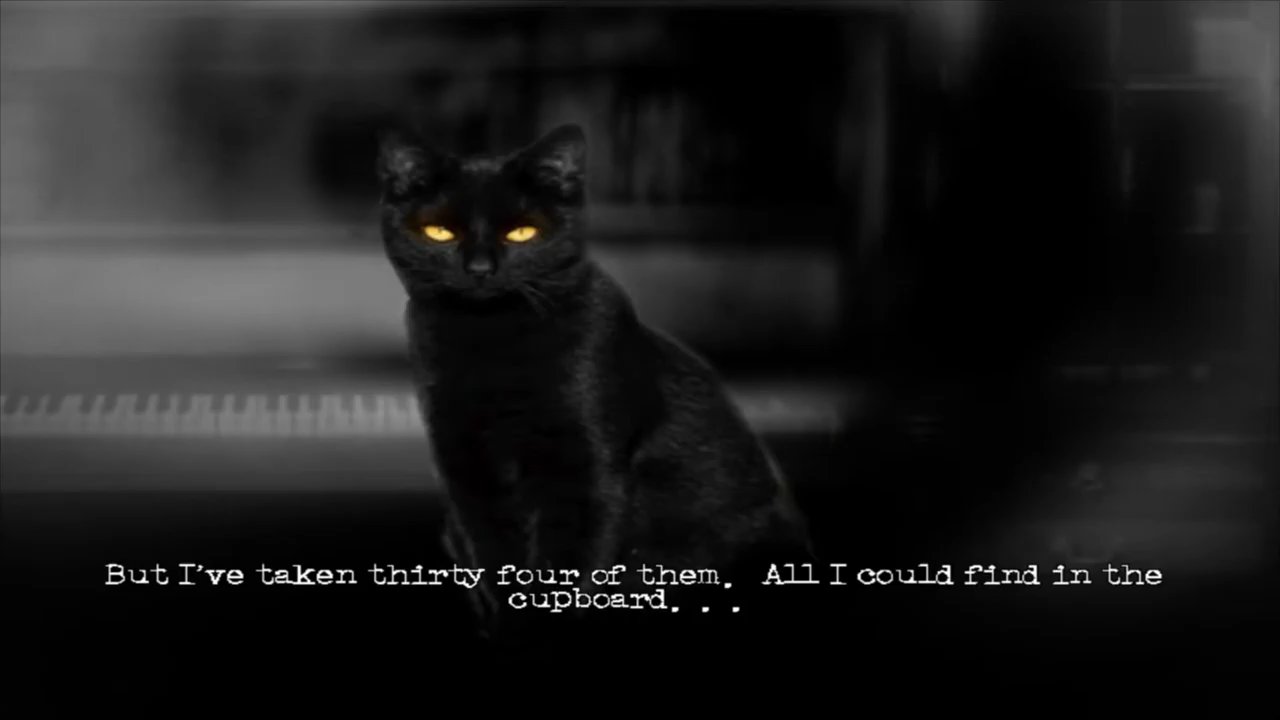 But I've taken thirty four of them.  All I could find in the
cupboard. . .